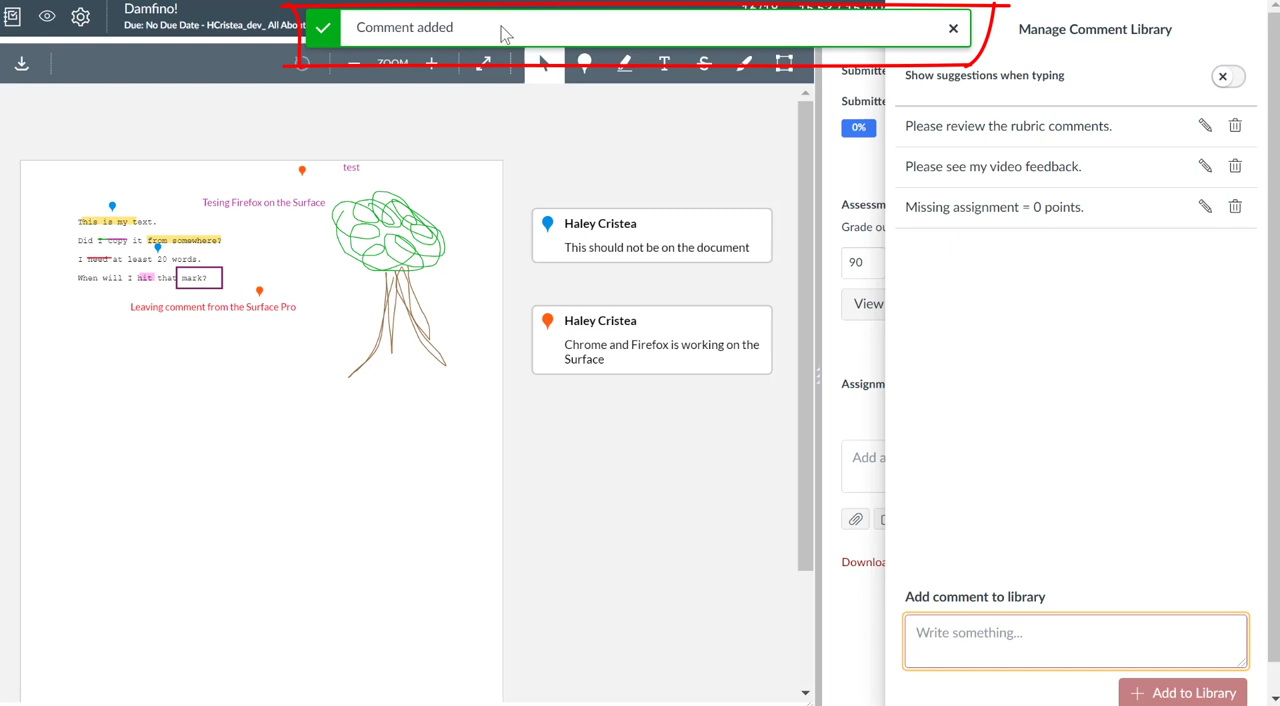 Damfino!
Due: No Due Date - HCristea_dev_ All About
Comment added
ZOOM
T
S
test
Tesing Firefox on the Surface
This is my text.
Did I copy it from somewhere?
I need at least 20 words.
When will I hit that mark?
Leaving comment from the Surface Pro
Haley Cristea
This should not be on the document
Haley Cristea
Chrome and Firefox is working on the
Surface
Submitte
Submitte
0%
Assessm
Grade ou
90
View
Assignm
Add a
Downloa
Manage Comment Library
Show suggestions when typing
Please review the rubric comments.
Please see my video feedback.
Missing assignment = 0 points.
Add comment to library
Write something...
Add to Library